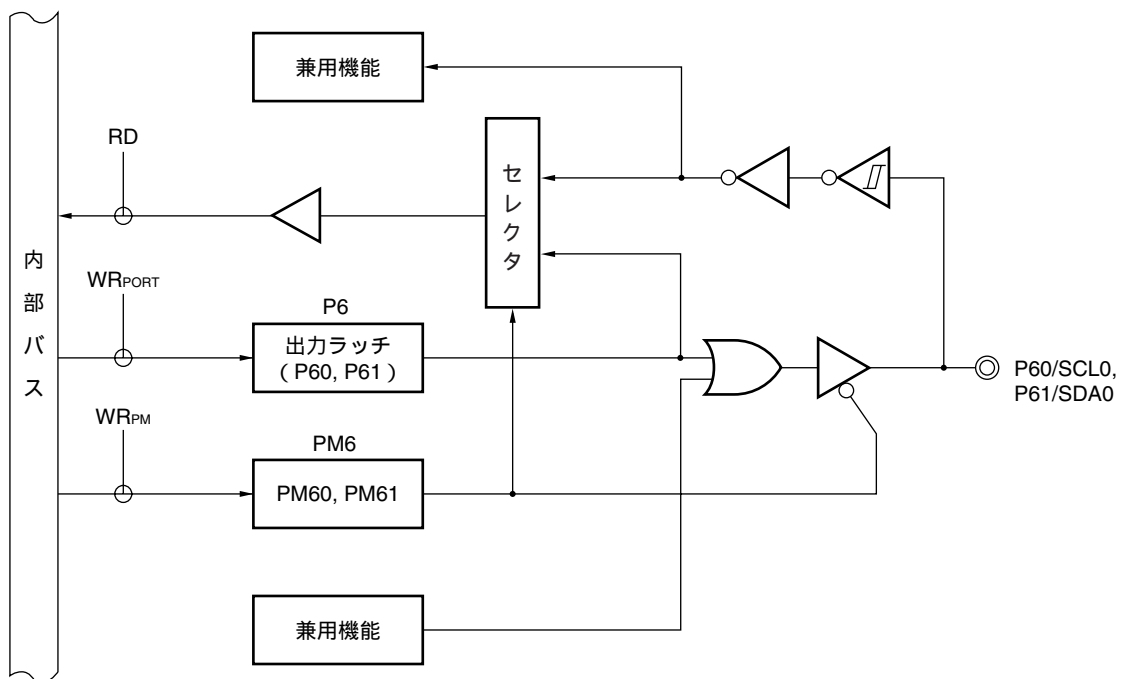 兼用機能
RD
セレクタ
内部バス
WRPORT
P6
出力ラッチ
（P60, P61）
P60/SCL0,
P61/SDA0
WRPM
PM6
PM60, PM61
兼用機能